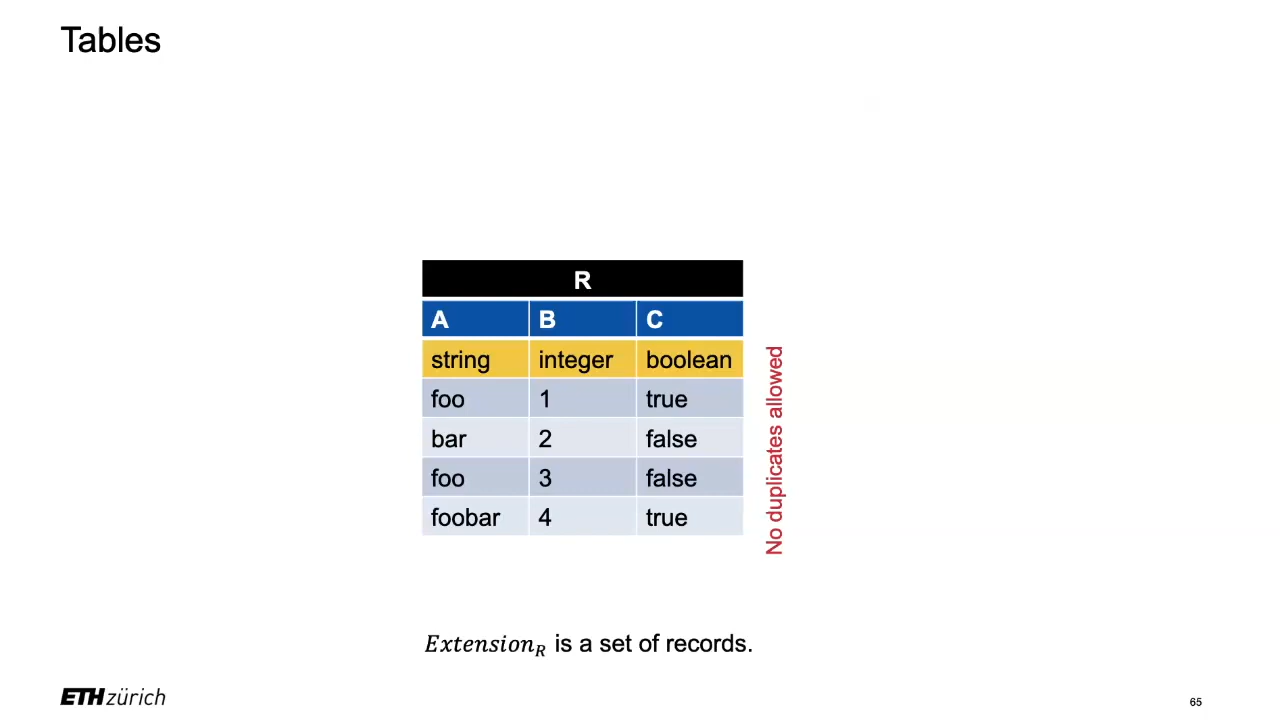 Tables
R
A B C
string integer boolean
foo 1 true
bar 2 false
foo 3 false
foobar 4 true
No duplicates allowed
Extension_R is a set of records.
ETH zürich
65